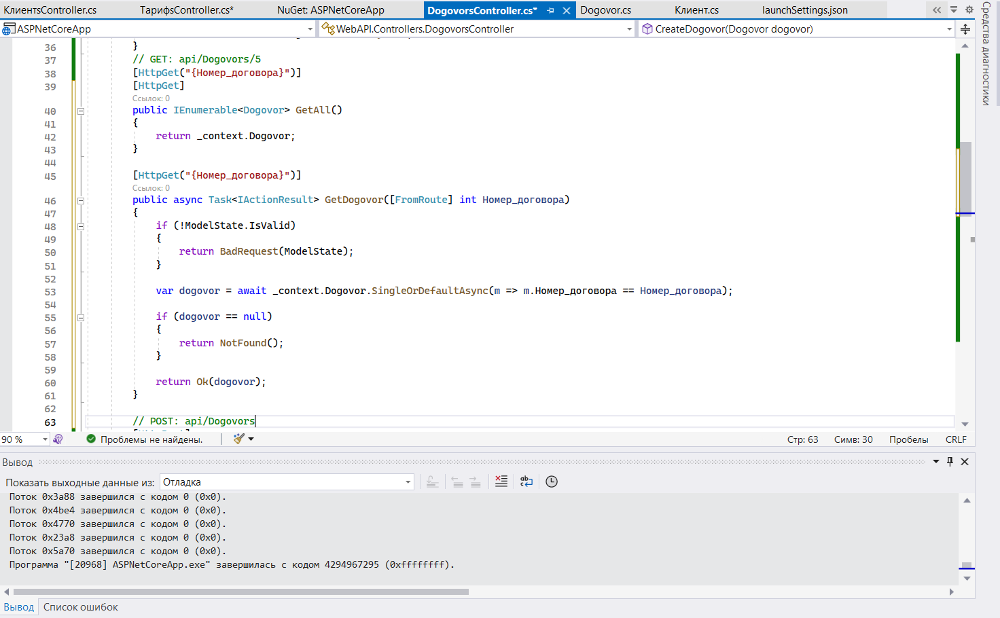 КлиентсController.cs ТарифсController.cs* NuGet: ASPNetCoreApp DogovorsController.cs* Dogovor.cs Клиент.cs launchSettings.json
Средства диагностики
ASPNetCoreApp WebAPI.Controllers.DogovorsController CreateDogovor(Dogovor dogovor)
36 }
37 // GET: api/Dogovors/5
38 [HttpGet("{Номер_договора}")]
39 [HttpGet]
Ссылок: 0
40 public IEnumerable<Dogovor> GetAll()
41 {
42 return _context.Dogovor;
43 }
44
45 [HttpGet("{Номер_договора}")]
Ссылок: 0
46 public async Task<IActionResult> GetDogovor([FromRoute] int Номер_договора)
47 {
48 if (!ModelState.IsValid)
49 {
50 return BadRequest(ModelState);
51 }
52
53 var dogovor = await _context.Dogovor.SingleOrDefaultAsync(m => m.Номер_договора == Номер_договора);
54
55 if (dogovor == null)
56 {
57 return NotFound();
58 }
59
60 return Ok(dogovor);
61 }
62
63 // POST: api/Dogovors
90 % Проблемы не найдены. Стр: 63 Симв: 30 Пробелы CRLF
Вывод
Показать выходные данные из: Отладка
Поток 0x3a88 завершился с кодом 0 (0x0).
Поток 0x4be4 завершился с кодом 0 (0x0).
Поток 0x4770 завершился с кодом 0 (0x0).
Поток 0x23a8 завершился с кодом 0 (0x0).
Поток 0x5a70 завершился с кодом 0 (0x0).
Программа "[20968] ASPNetCoreApp.exe" завершилась с кодом 4294967295 (0xffffffff).
Вывод Список ошибок